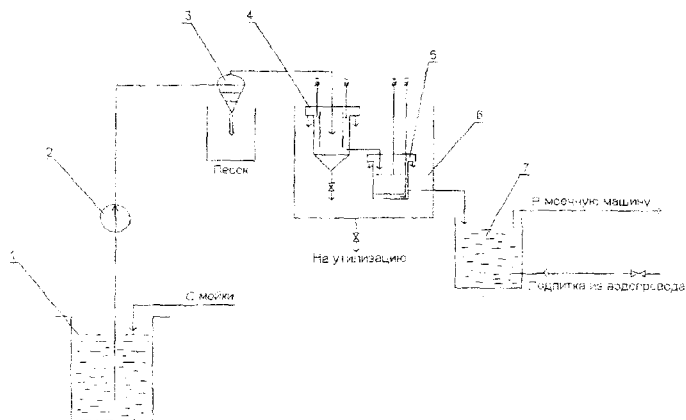 3
4
5
6
Песок
2
7
В моечную машину
На утилизацию
Подпитка из водопровода
1
С мойки